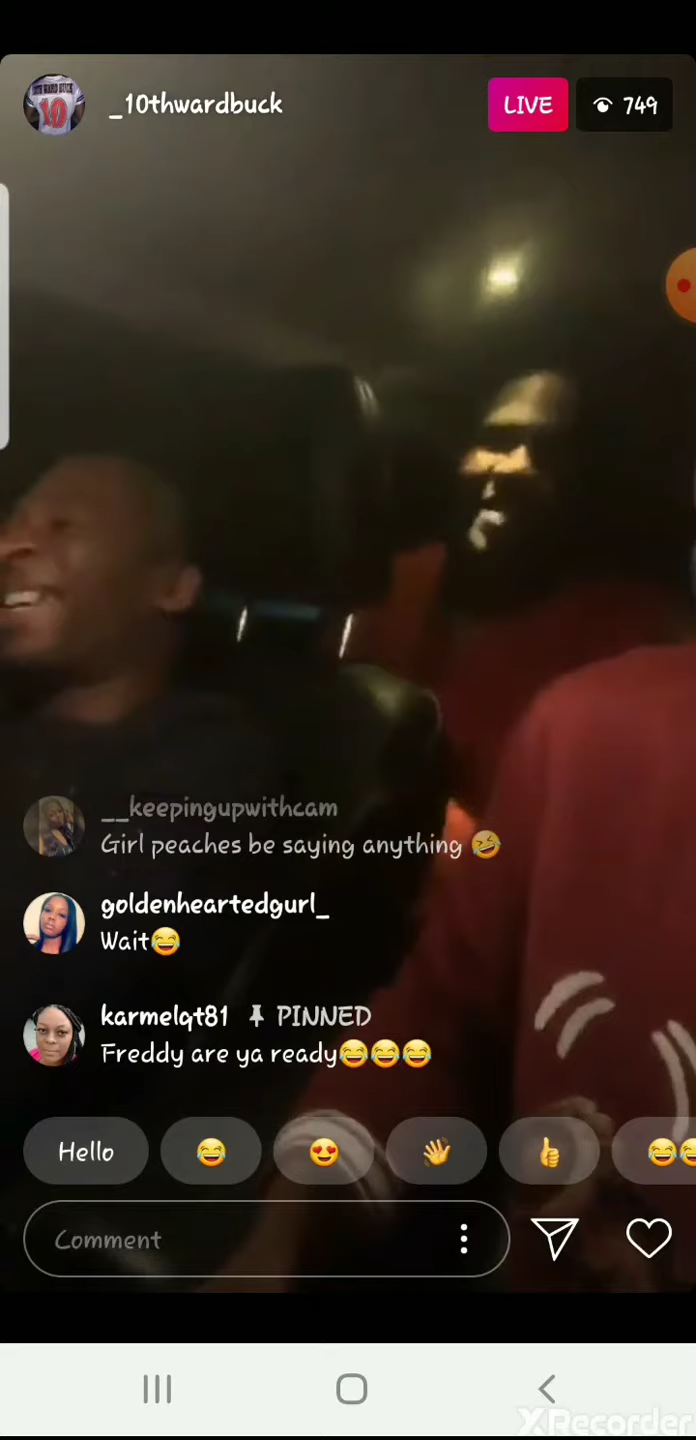 _10thwardbuck
LIVE
749
10
__keepingupwithcam
Girl peaches be saying anything 🤣
goldenheartedgurl_
Wait😂
karmelqt81 PINNED
Freddy are ya ready😂😂😂
Hello 😂 😍 👋 👍 😂
Comment
XRecorder